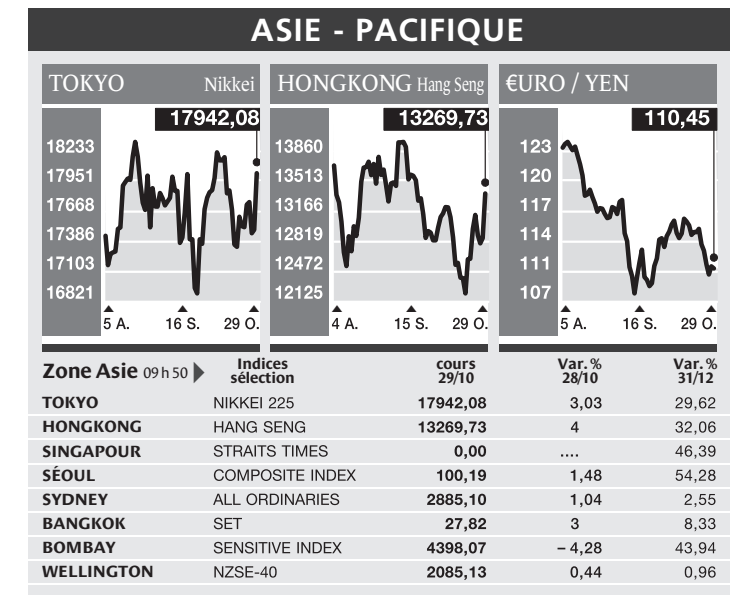 ASIE - PACIFIQUE
TOKYO Nikkei
17942,08
18233
17951
17668
17386
17103
16821
5 A. 16 S. 29 O.
HONGKONG Hang Seng
13269,73
13860
13513
13166
12819
12472
12125
4 A. 15 S. 29 O.
€URO / YEN
110,45
123
120
117
114
111
107
5 A. 16 S. 29 O.
Zone Asie 09 h 50 Indices sélection cours 29/10 Var. % 28/10 Var. % 31/12
TOKYO NIKKEI 225 17942,08 3,03 29,62
HONGKONG HANG SENG 13269,73 4 32,06
SINGAPOUR STRAITS TIMES 0,00 .... 46,39
SÉOUL COMPOSITE INDEX 100,19 1,48 54,28
SYDNEY ALL ORDINARIES 2885,10 1,04 2,55
BANGKOK SET 27,82 3 8,33
BOMBAY SENSITIVE INDEX 4398,07 – 4,28 43,94
WELLINGTON NZSE-40 2085,13 0,44 0,96